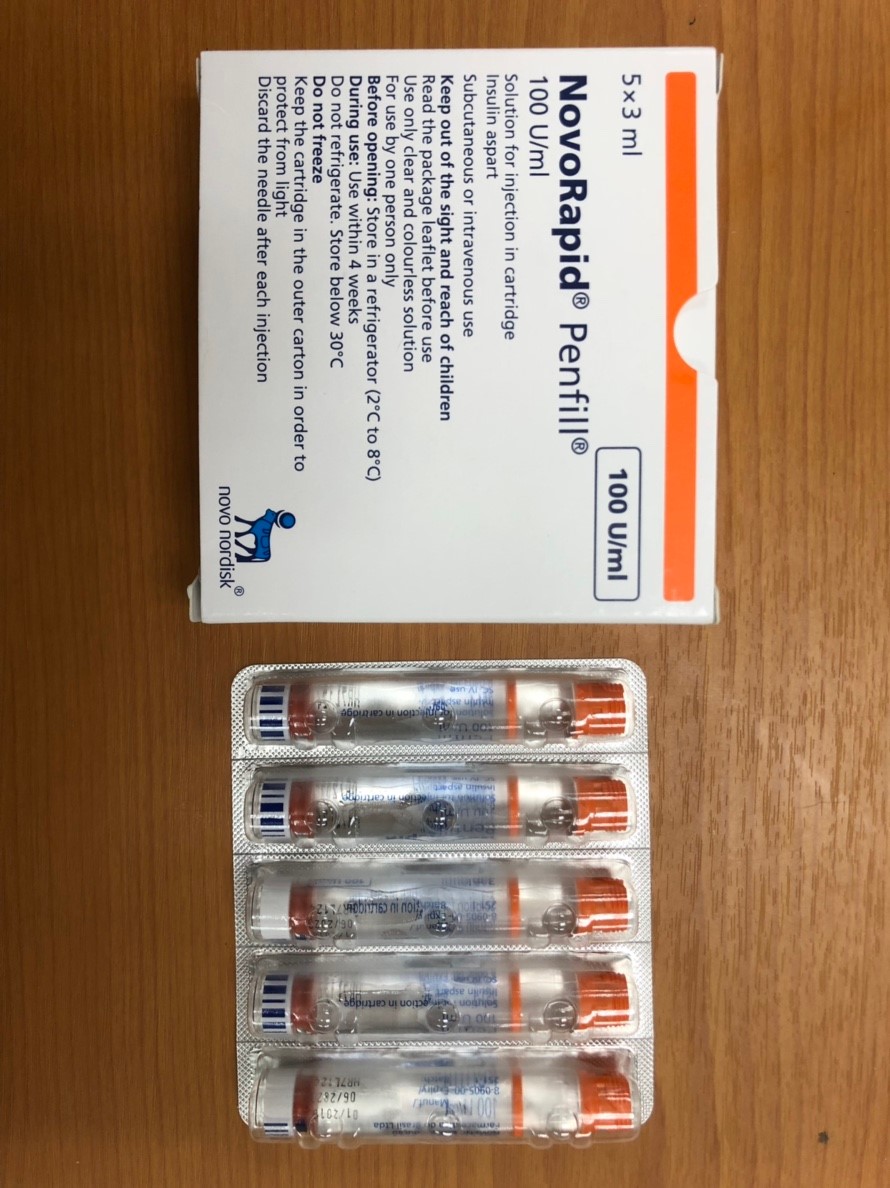 5×3 ml
100 U/ml
NovoRapid® Penfill®
100 U/ml
Solution for injection in cartridge
Insulin aspart
Subcutaneous or intravenous use
Keep out of the sight and reach of children
Read the package leaflet before use
Use only clear and colourless solution
For use by one person only
Before opening: Store in a refrigerator (2°C to 8°C)
During use: Use within 4 weeks
Do not refrigerate. Store below 30°C
Do not freeze
Keep the cartridge in the outer carton in order to
protect from light
Discard the needle after each injection
novo nordisk®